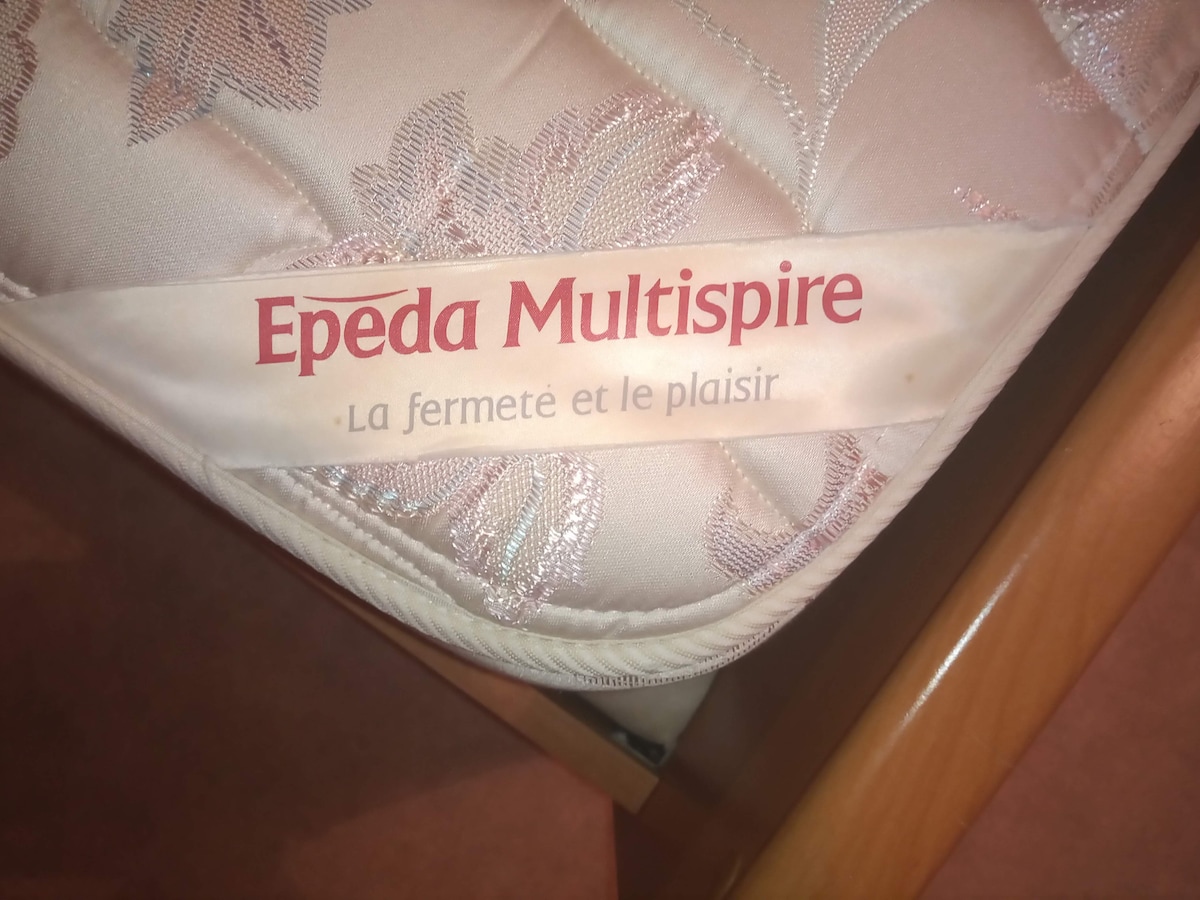 Epeda Multispire
La fermeté et le plaisir